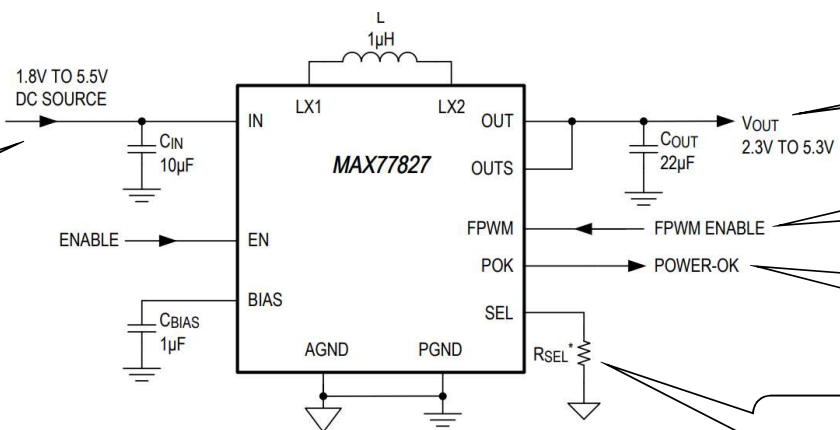 L
1µH
1.8V TO 5.5V
DC SOURCE
LX1
LX2
IN
OUT
VOUT
2.3V TO 5.3V
CIN
10µF
MAX77827
COUT
22µF
OUTS
FPWM
FPWM ENABLE
ENABLE
EN
POK
POWER-OK
BIAS
SEL
CBIAS
1µF
AGND
PGND
RSEL*